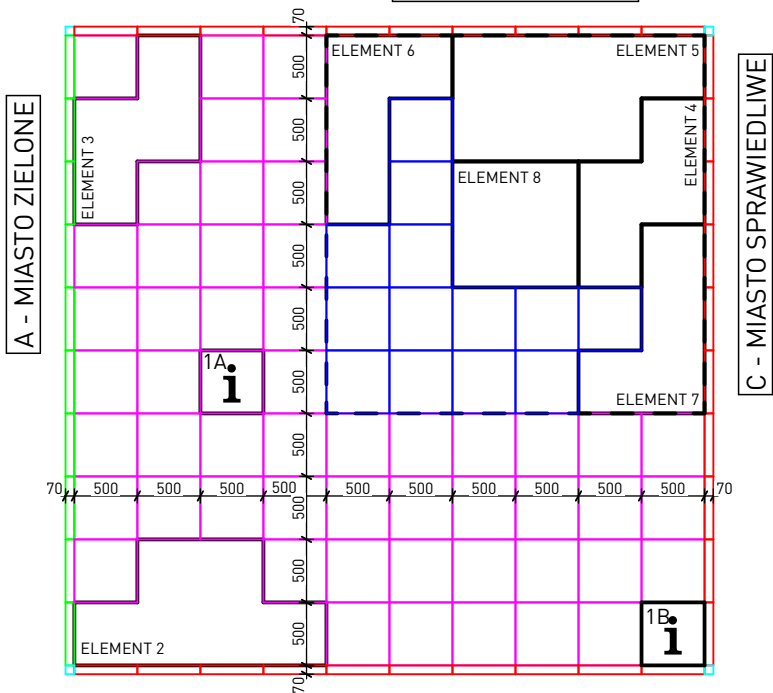 70
ELEMENT 6
ELEMENT 5
500
500
500
500
500
500
500
500
500
500
ELEMENT 3
ELEMENT 4
ELEMENT 8
A - MIASTO ZIELONE
C - MIASTO SPRAWIEDLIWE
1A
i
ELEMENT 7
70 500 500 500 500 500 500 500 500 500 500 70
1B
i
ELEMENT 2
70